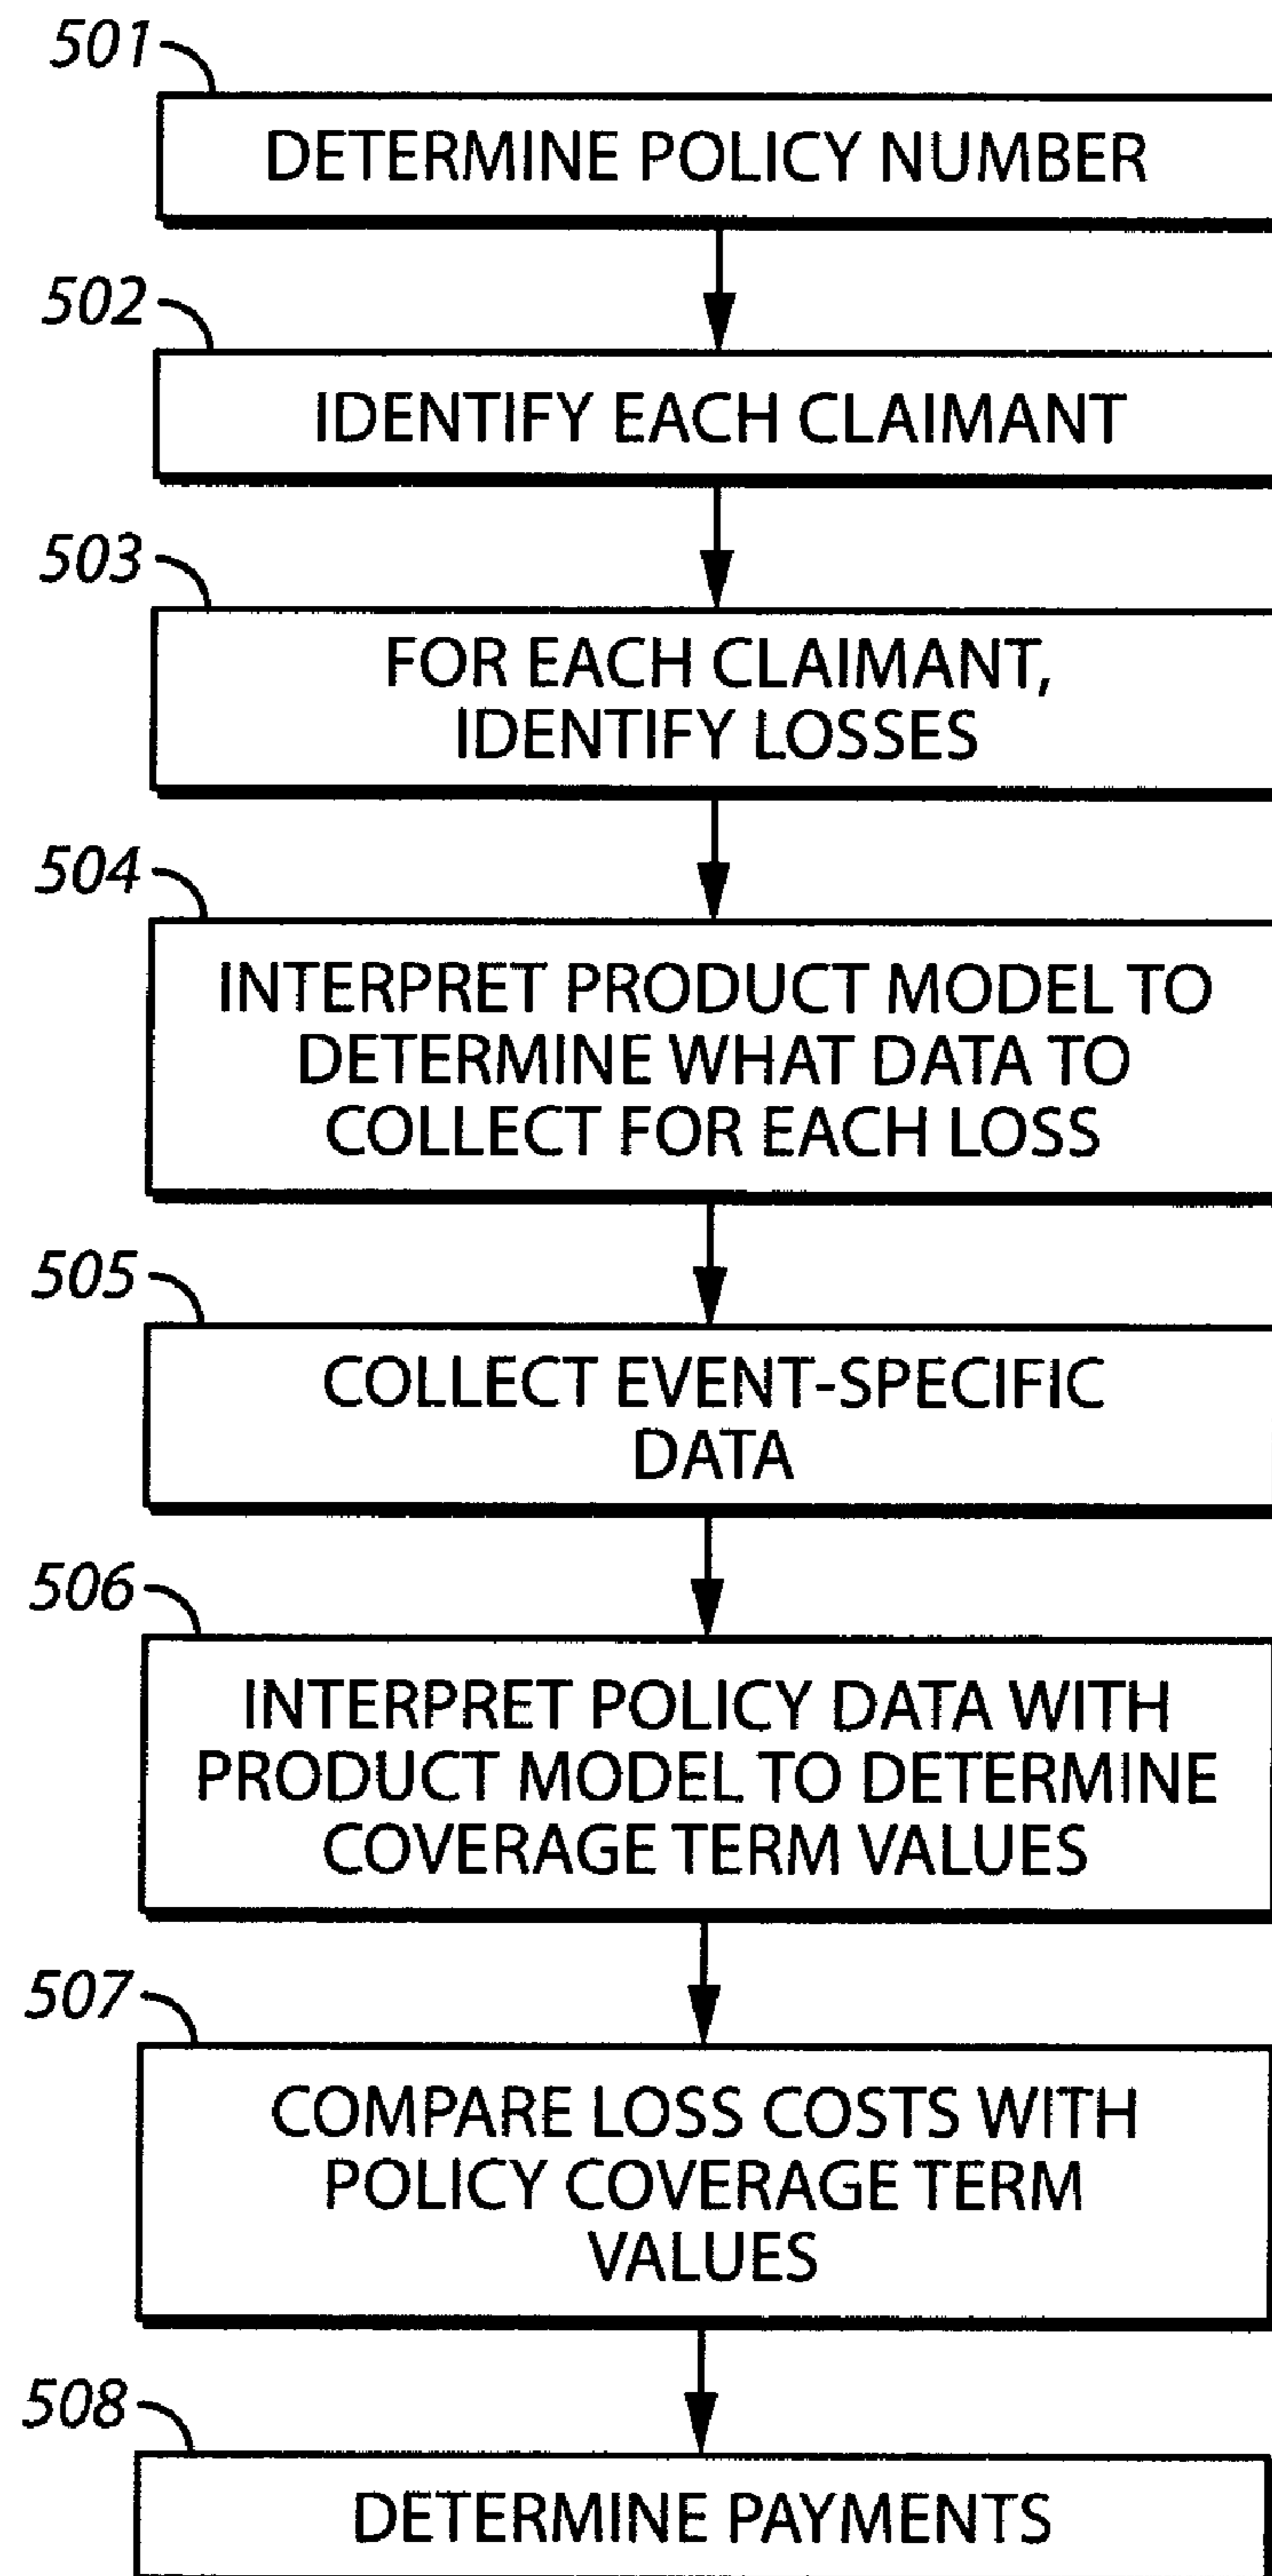 501
DETERMINE POLICY NUMBER
502
IDENTIFY EACH CLAIMANT
503
FOR EACH CLAIMANT,
IDENTIFY LOSSES
504
INTERPRET PRODUCT MODEL TO
DETERMINE WHAT DATA TO
COLLECT FOR EACH LOSS
505
COLLECT EVENT-SPECIFIC
DATA
506
INTERPRET POLICY DATA WITH
PRODUCT MODEL TO DETERMINE
COVERAGE TERM VALUES
507
COMPARE LOSS COSTS WITH
POLICY COVERAGE TERM
VALUES
508
DETERMINE PAYMENTS